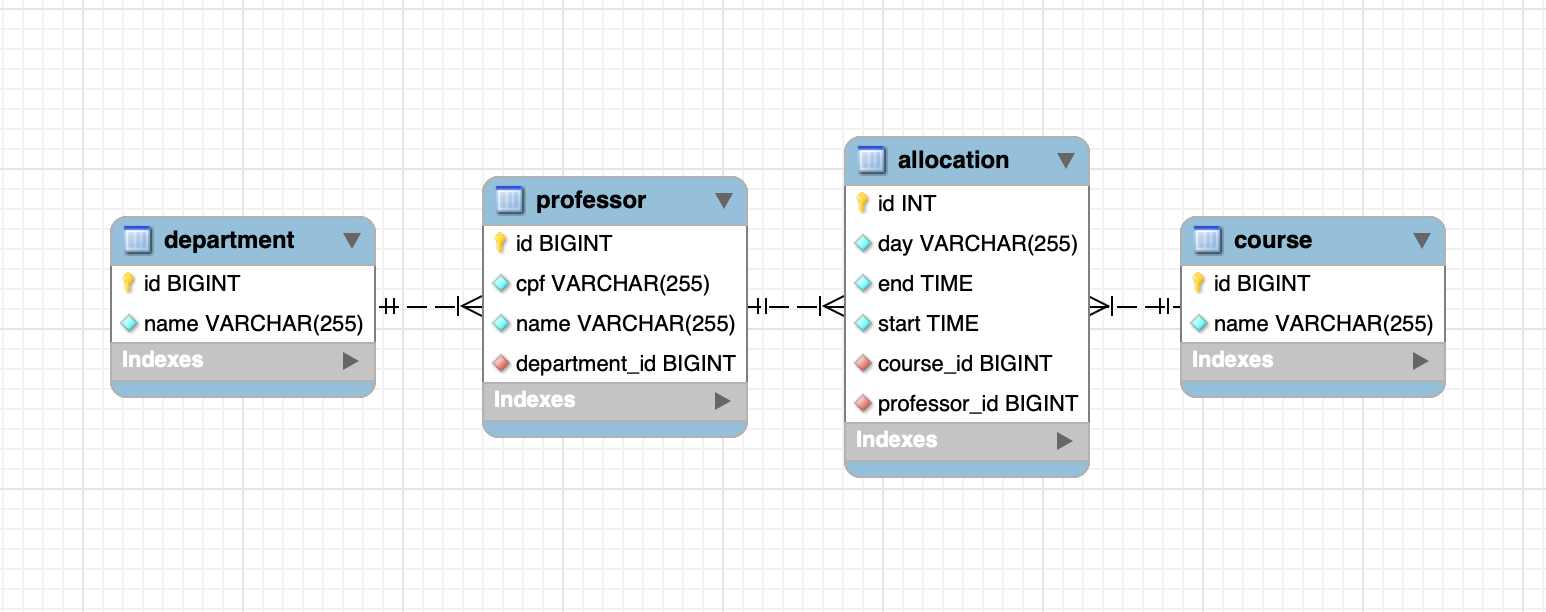 department
id BIGINT
name VARCHAR(255)
Indexes
professor
id BIGINT
cpf VARCHAR(255)
name VARCHAR(255)
department_id BIGINT
Indexes
allocation
id INT
day VARCHAR(255)
end TIME
start TIME
course_id BIGINT
professor_id BIGINT
Indexes
course
id BIGINT
name VARCHAR(255)
Indexes